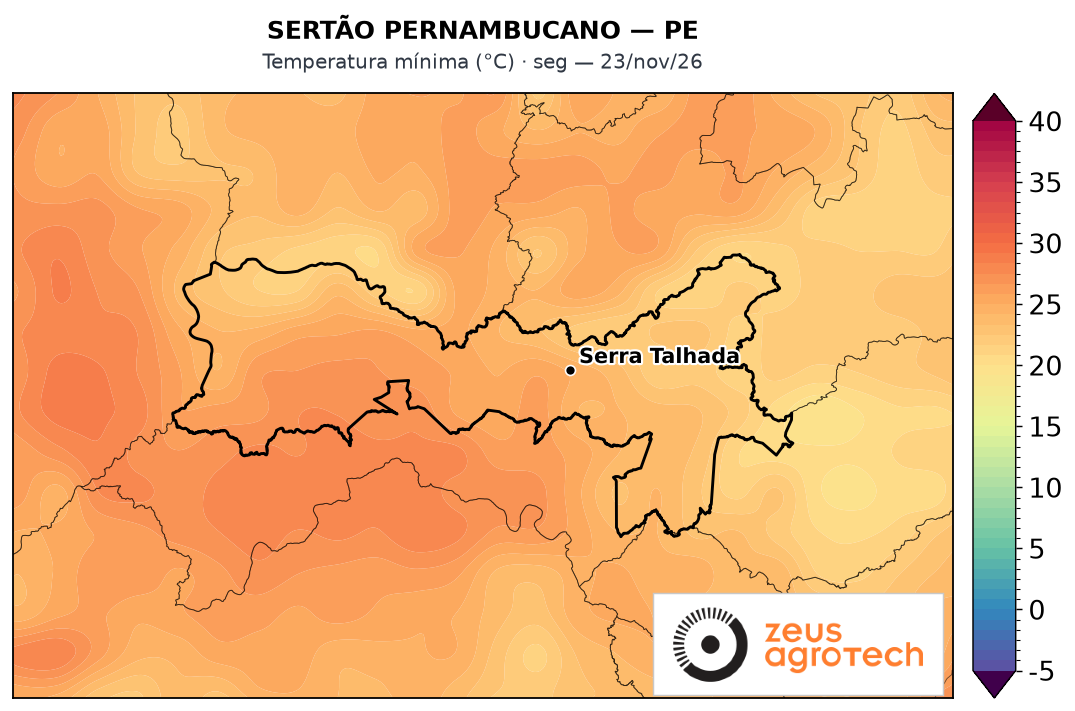 SERTÃO PERNAMBUCANO — PE
Temperatura mínima (°C) · seg — 23/nov/26
Serra Talhada
40
35
30
25
20
15
10
5
0
-5
zeus
agrotech